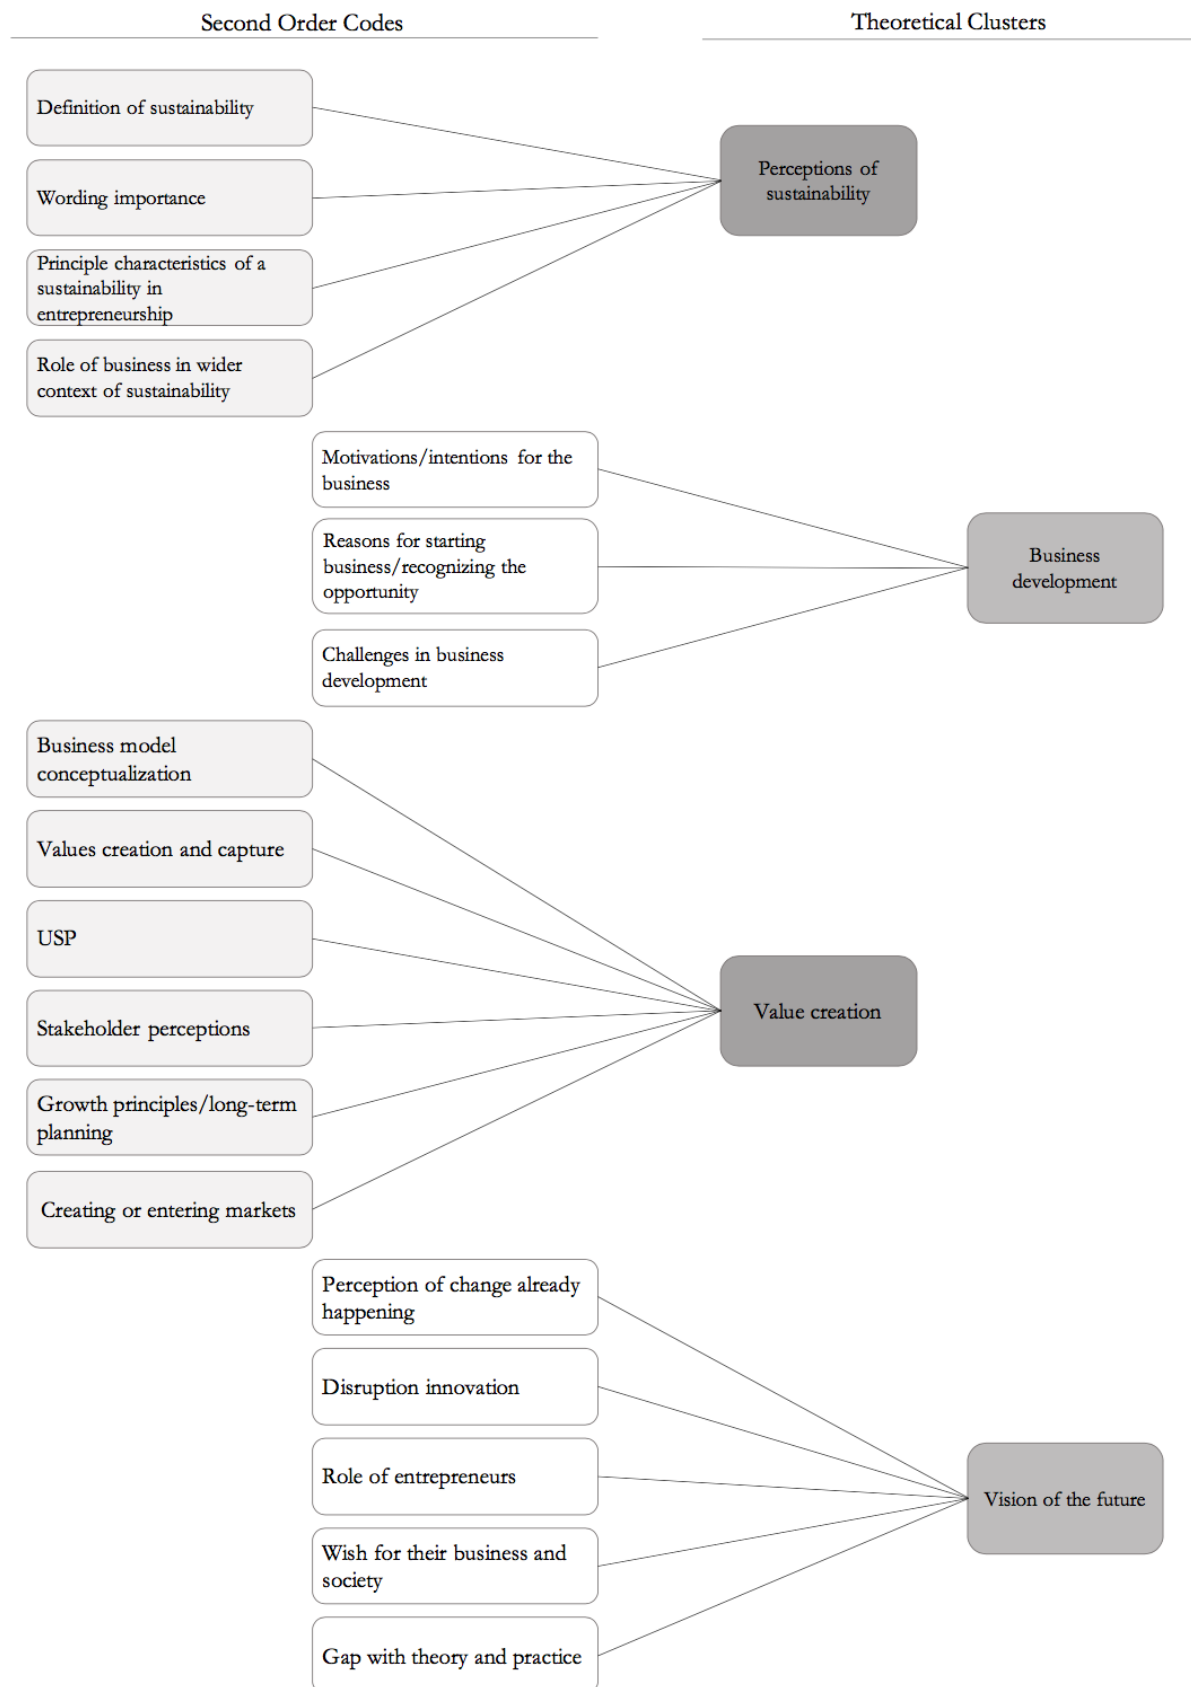 Second Order Codes
Theoretical Clusters
Definition of sustainability
Wording importance
Principle characteristics of a
sustainability in
entrepreneurship
Role of business in wider
context of sustainability
Perceptions of
sustainability
Motivations/intentions for the
business
Reasons for starting
business/recognizing the
opportunity
Challenges in business
development
Business
development
Business model
conceptualization
Values creation and capture
USP
Stakeholder perceptions
Growth principles/long-term
planning
Creating or entering markets
Value creation
Perception of change already
happening
Disruption innovation
Role of entrepreneurs
Wish for their business and
society
Gap with theory and practice
Vision of the future